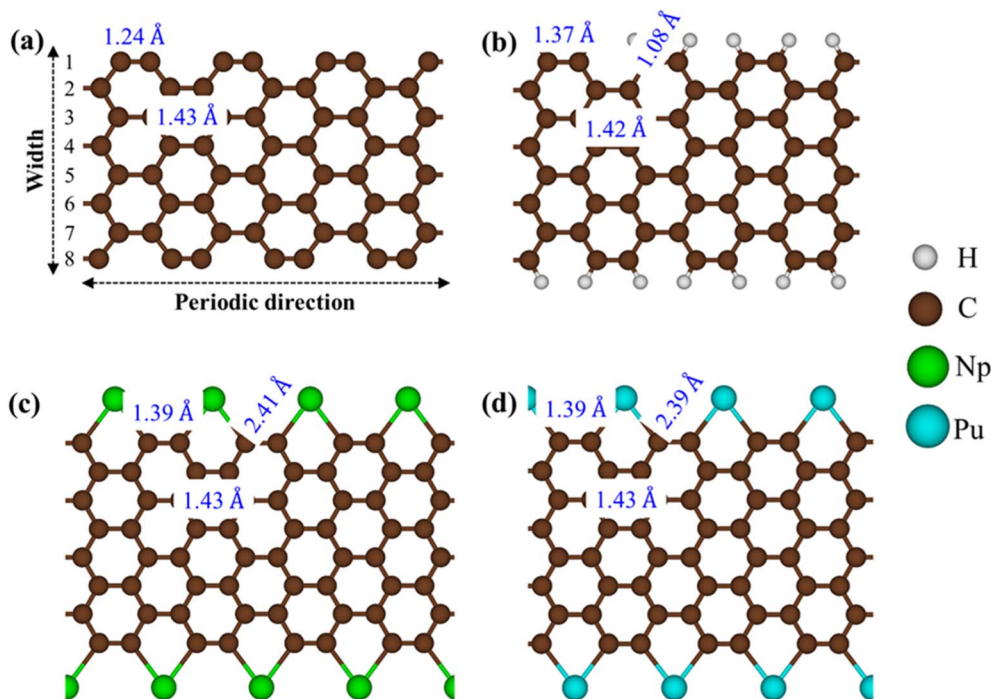 (a)
1.24 Å
1
2
3
4
5
6
7
8
1.43 Å
Width
Periodic direction
(b)
1.37 Å
1.08 Å
1.42 Å
H
C
Np
Pu
(c)
1.39 Å
2.41 Å
1.43 Å
(d)
1.39 Å
2.39 Å
1.43 Å